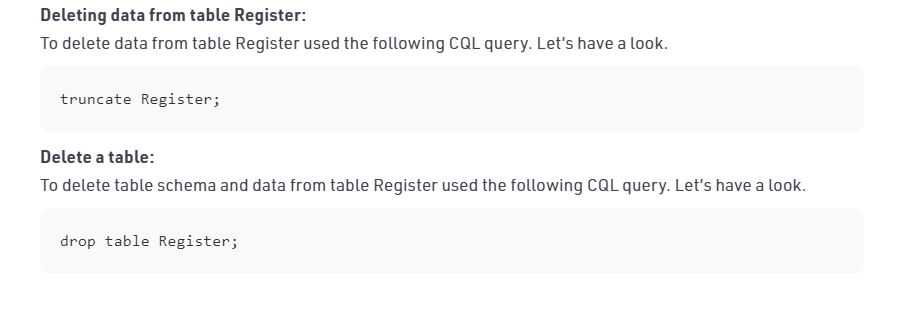 Deleting data from table Register:
To delete data from table Register used the following CQL query. Let's have a look.
truncate Register;
Delete a table:
To delete table schema and data from table Register used the following CQL query. Let's have a look.
drop table Register;